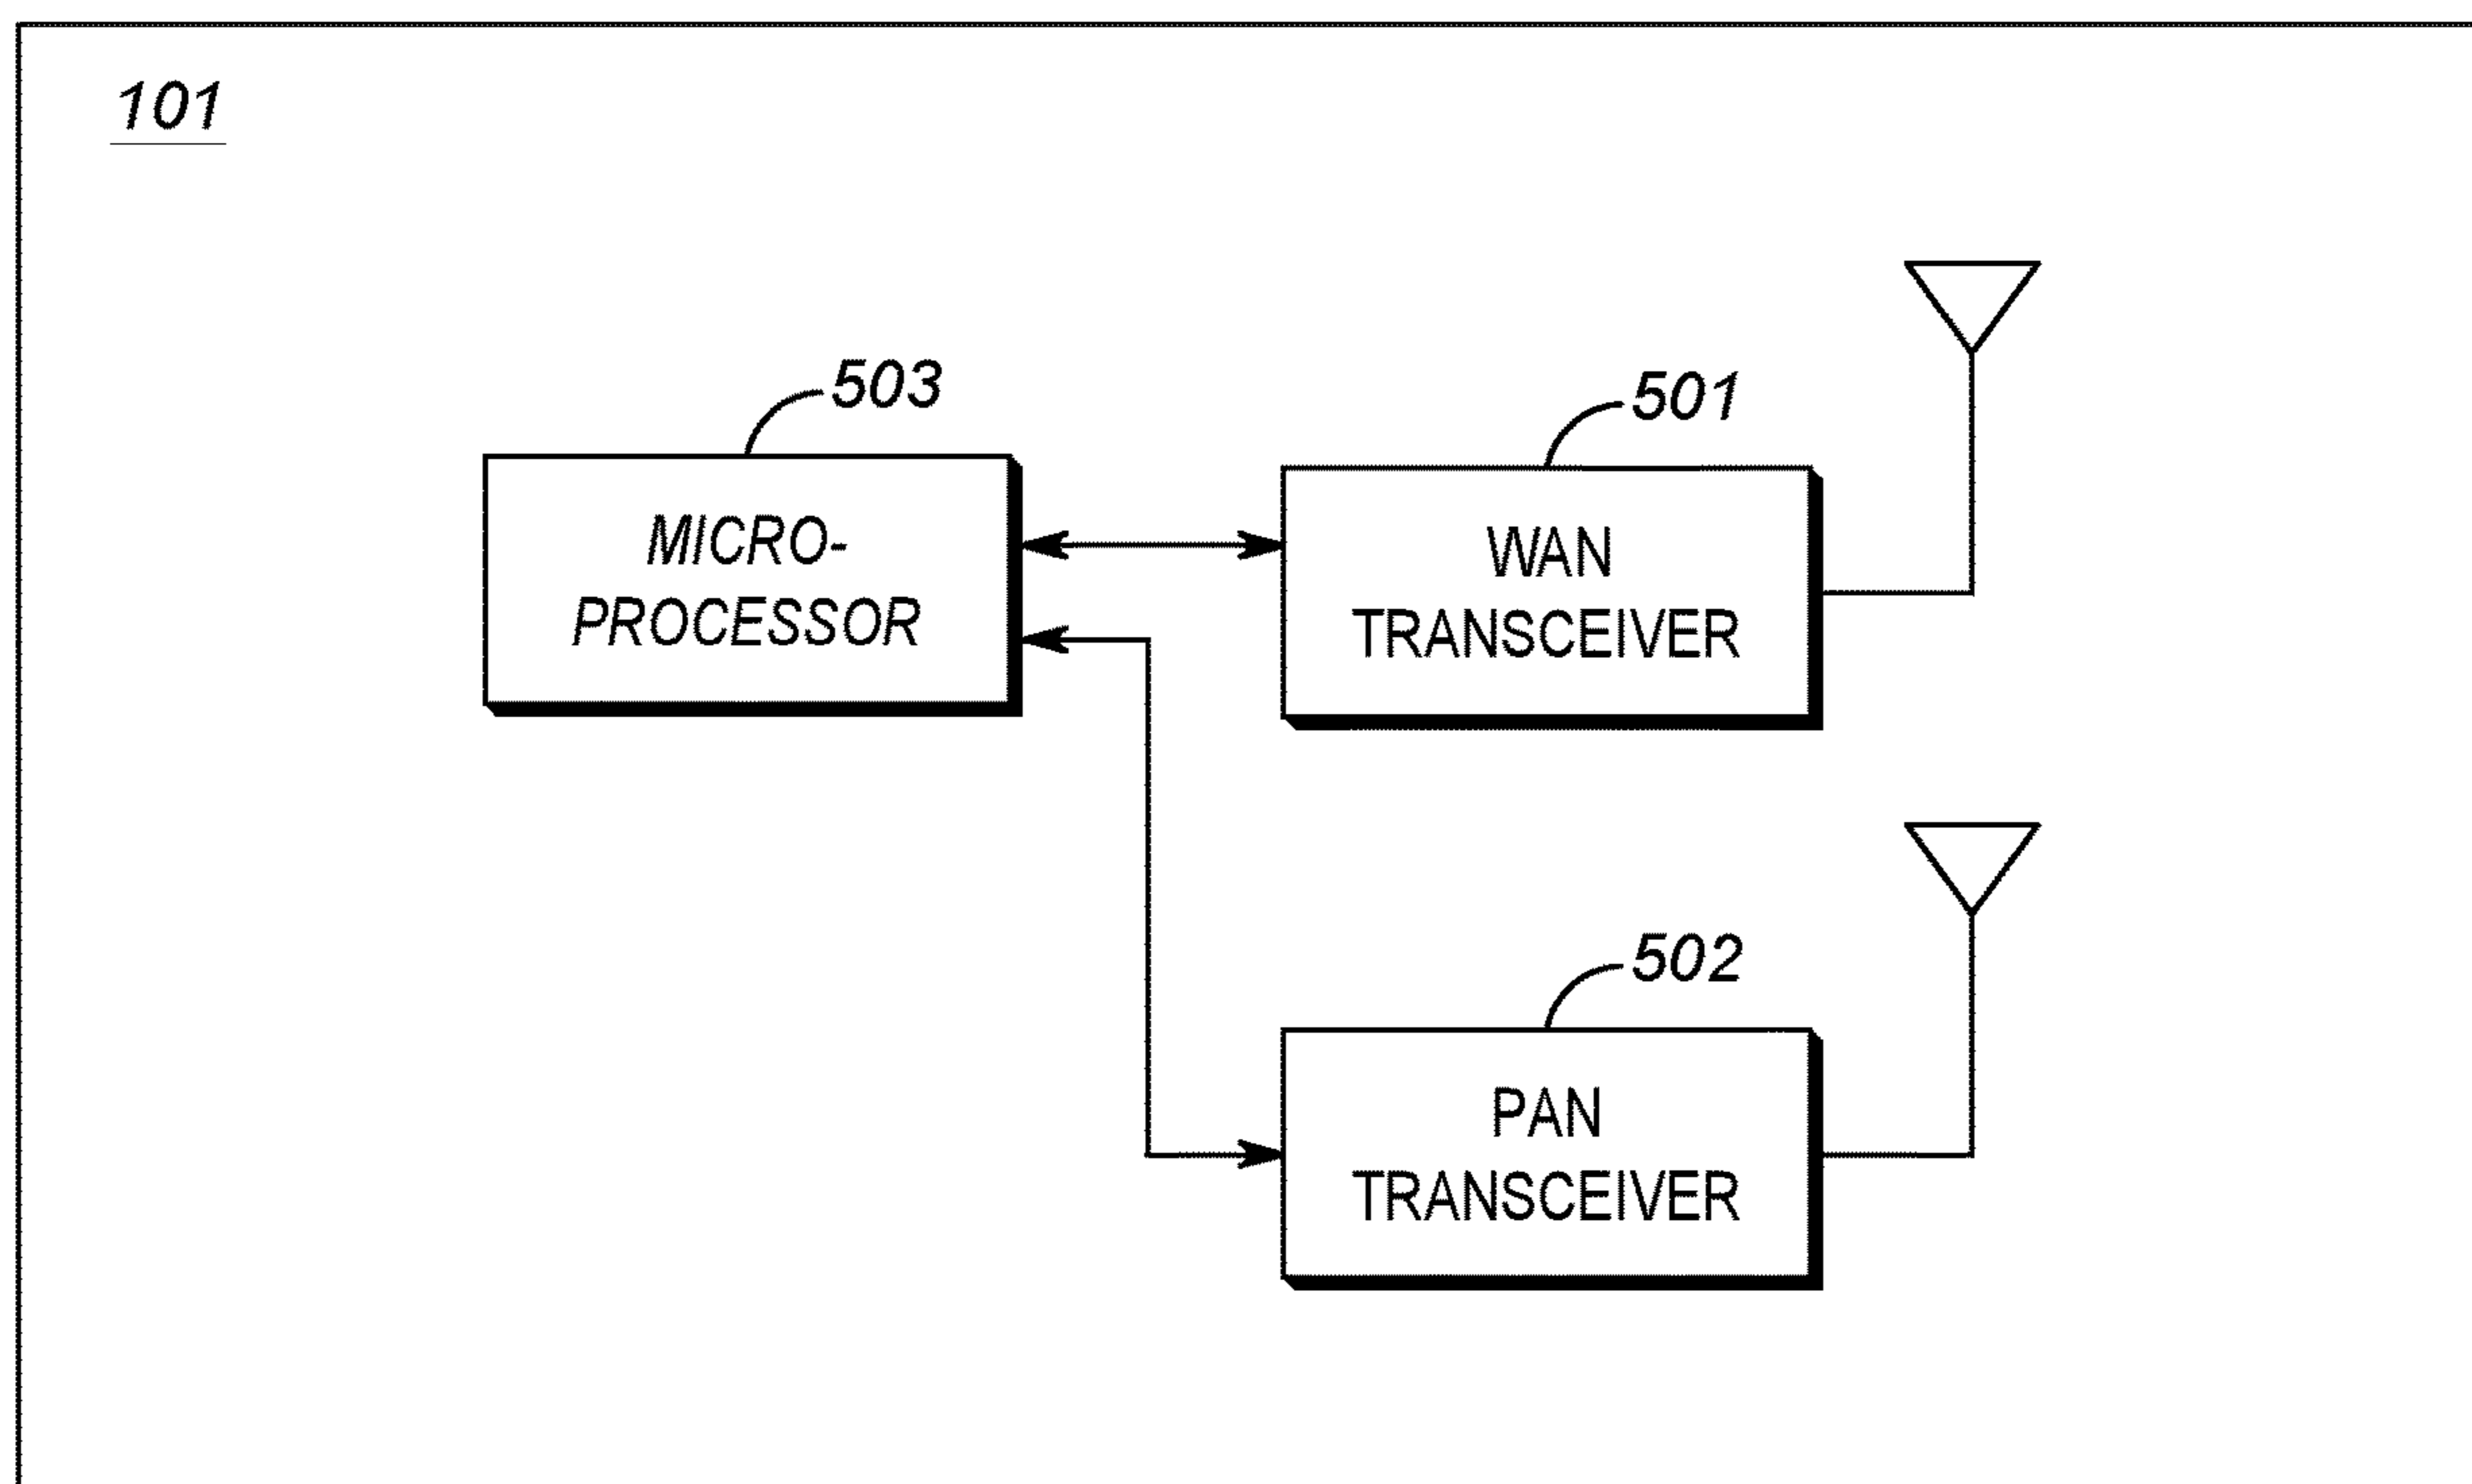 101
503
501
MICRO-
PROCESSOR
WAN
TRANSCEIVER
502
PAN
TRANSCEIVER